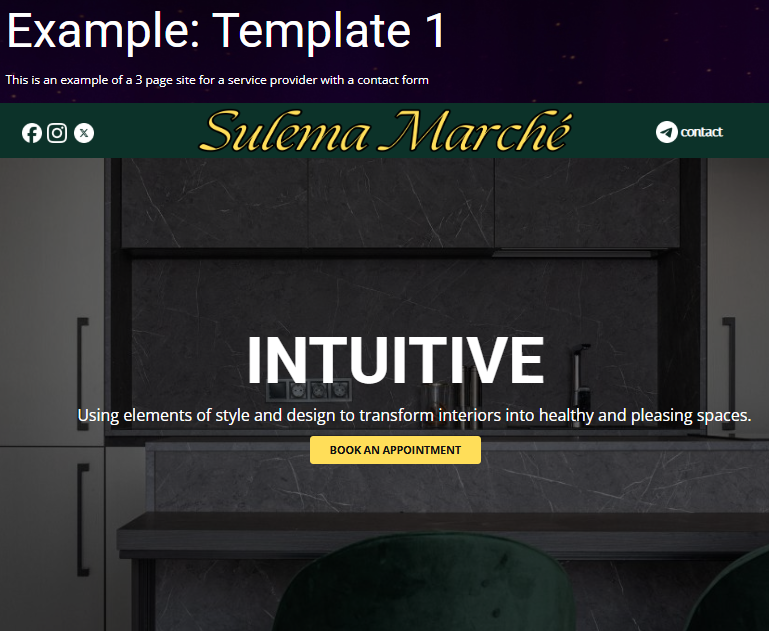 Example: Template 1
This is an example of a 3 page site for a service provider with a contact form
Sulema Marché
contact
INTUITIVE
Using elements of style and design to transform interiors into healthy and pleasing spaces.
BOOK AN APPOINTMENT